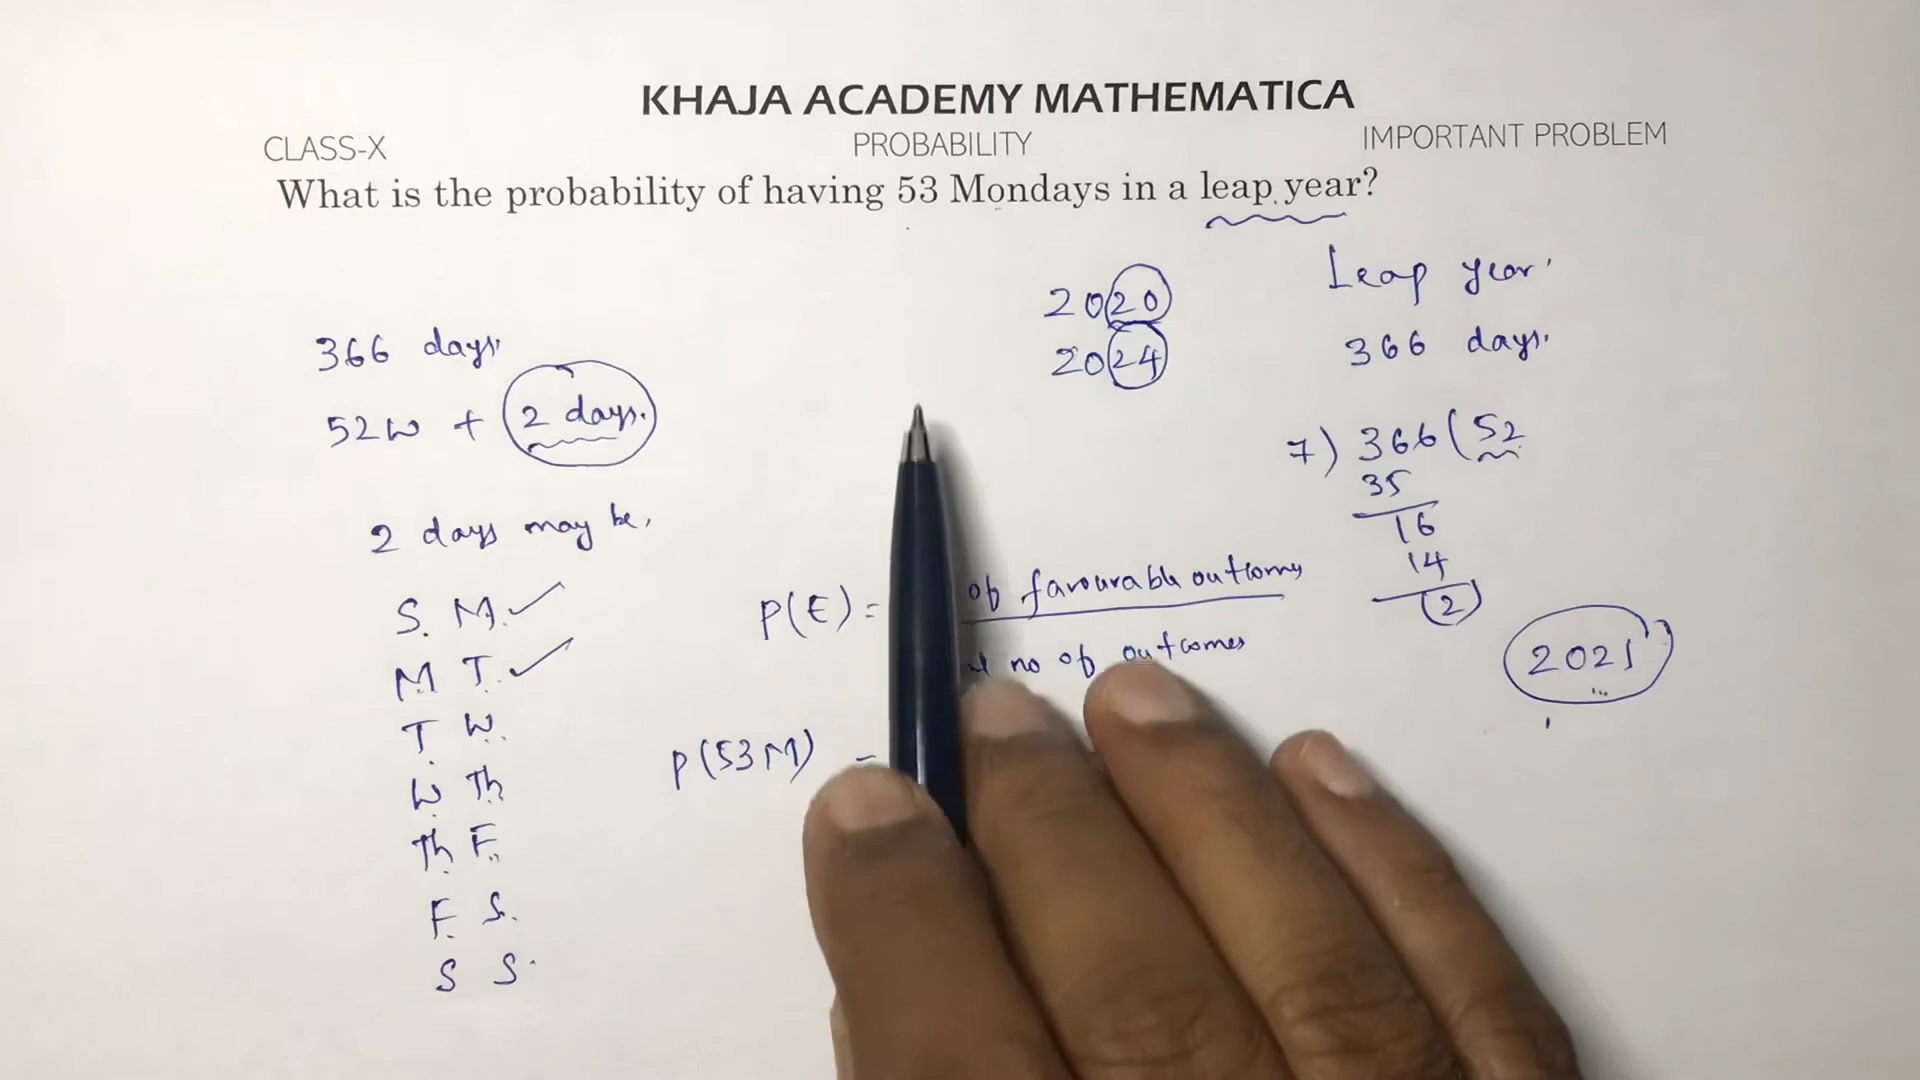 KHAJA ACADEMY MATHEMATICA
CLASS-X PROBABILITY IMPORTANT PROBLEM
What is the probability of having 53 Mondays in a leap year?
Leap year.
366 days.
2020
2024
366 days.
52W + 2 days.
7) 366 (52
35
16
14
2
2021
2 days may be,
S. M.
M T.
T. W.
W. Th
Th F.
F. S.
S S.
P(E) = of favourable outcomes
no of outcomes
P(53M) =